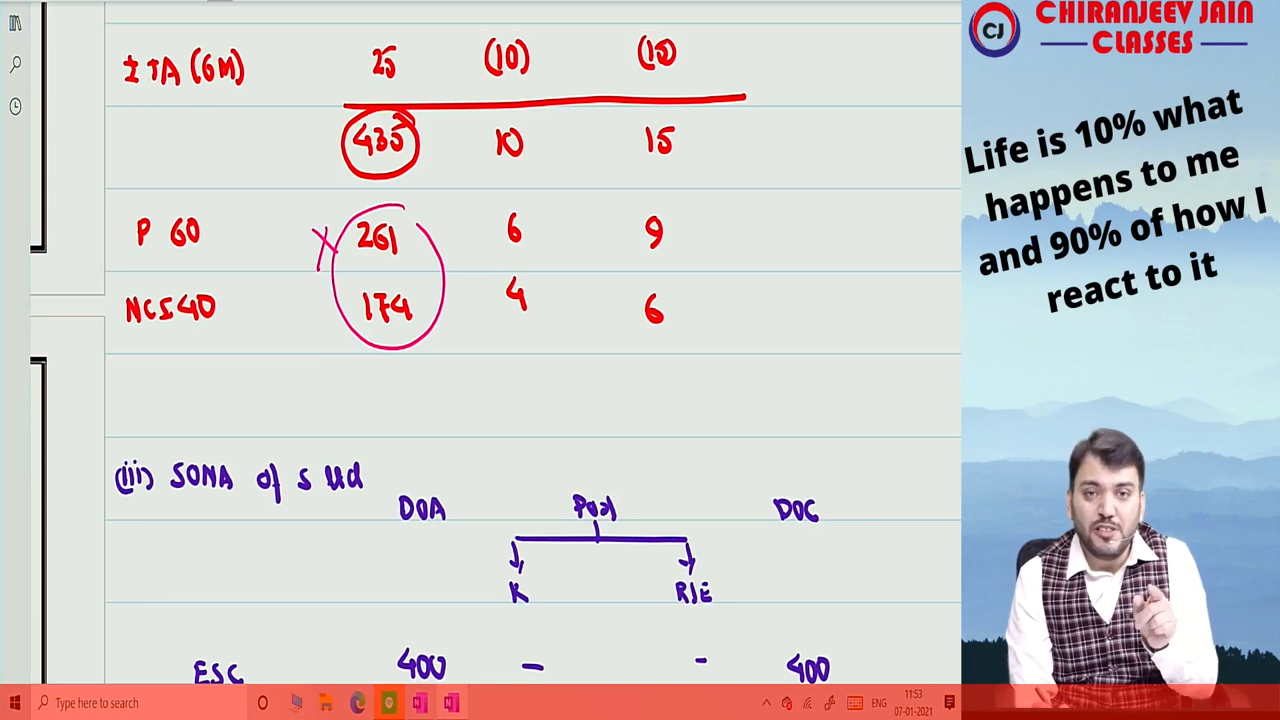 CHIRANJEEV JAIN
CLASSES
CJ
Life is 10% what
happens to me
and 90% of how I
react to it
± TA (GM) 25 (10) (15)
435 10 15
P 60 261 6 9
NCI 40 174 4 6
(iii) SONA of S Ltd
DOA Post DOC
K R/E
ESC 400 - - 400
Type here to search
ENG
11:53
07-01-2021